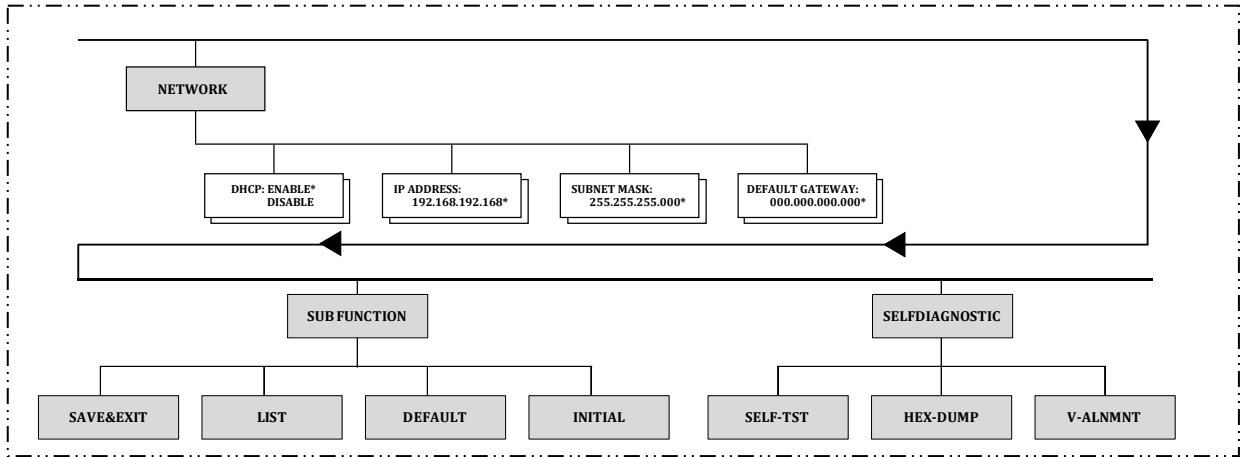 NETWORK
DHCP: ENABLE*
DISABLE
IP ADDRESS:
192.168.192.168*
SUBNET MASK:
255.255.255.000*
DEFAULT GATEWAY:
000.000.000.000*
SUB FUNCTION
SELFDIAGNOSTIC
SAVE&EXIT
LIST
DEFAULT
INITIAL
SELF-TST
HEX-DUMP
V-ALNMNT